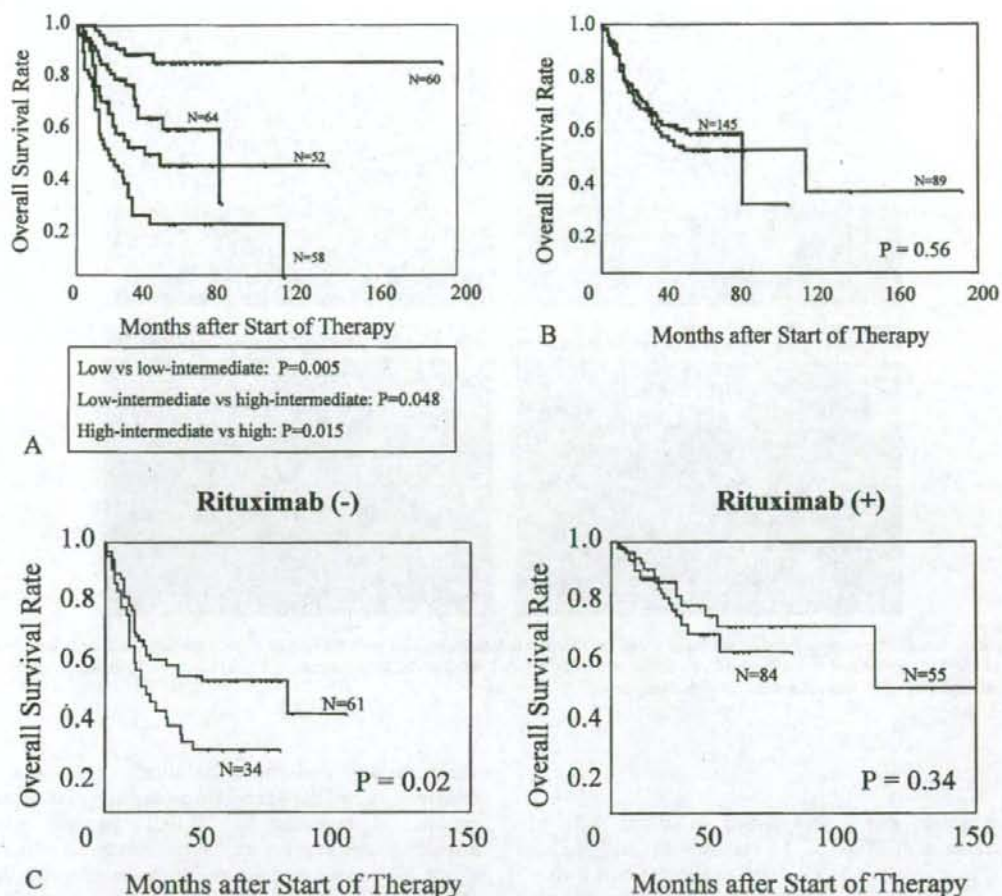 Overall Survival Rate
1.0
0.8
0.6
0.4
0.2
N=60
N=64
N=52
N=58
0 40 80 120 160 200
Months after Start of Therapy
Low vs low-intermediate: P=0.005
Low-intermediate vs high-intermediate: P=0.048
High-intermediate vs high: P=0.015
A
Overall Survival Rate
1.0
0.8
0.6
0.4
0.2
N=145
N=89
P = 0.56
0 40 80 120 160 200
Months after Start of Therapy
B
Rituximab (-)
Overall Survival Rate
1.0
0.8
0.6
0.4
0.2
N=61
N=34
P = 0.02
0 50 100 150
Months after Start of Therapy
C
Rituximab (+)
Overall Survival Rate
1.0
0.8
0.6
0.4
0.2
N=84
N=55
P = 0.34
0 50 100 150
Months after Start of Therapy